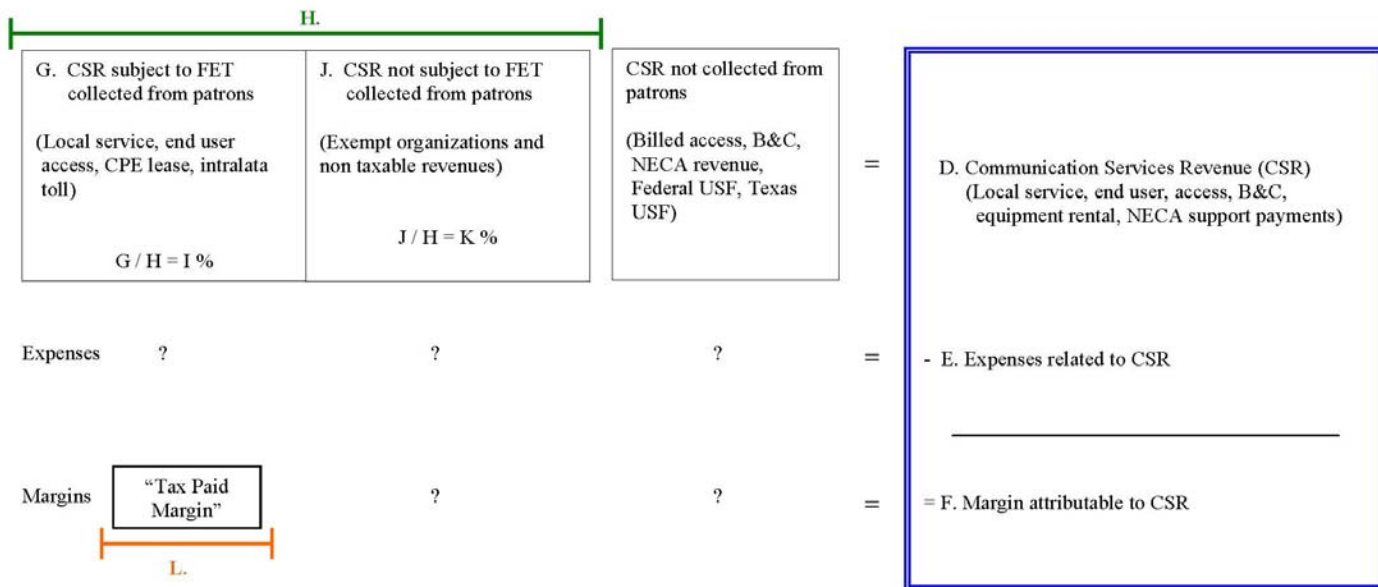 H.
G. CSR subject to FET
collected from patrons
(Local service, end user
access, CPE lease, intralata
toll)
G / H = I %
J. CSR not subject to FET
collected from patrons
(Exempt organizations and
non taxable revenues)
J / H = K %
CSR not collected from
patrons
(Billed access, B&C,
NECA revenue,
Federal USF, Texas
USF)
=
D. Communication Services Revenue (CSR)
(Local service, end user, access, B&C,
equipment rental, NECA support payments)
Expenses ? ? ? = - E. Expenses related to CSR
Margins
“Tax Paid
Margin”
? ? = = F. Margin attributable to CSR
L.